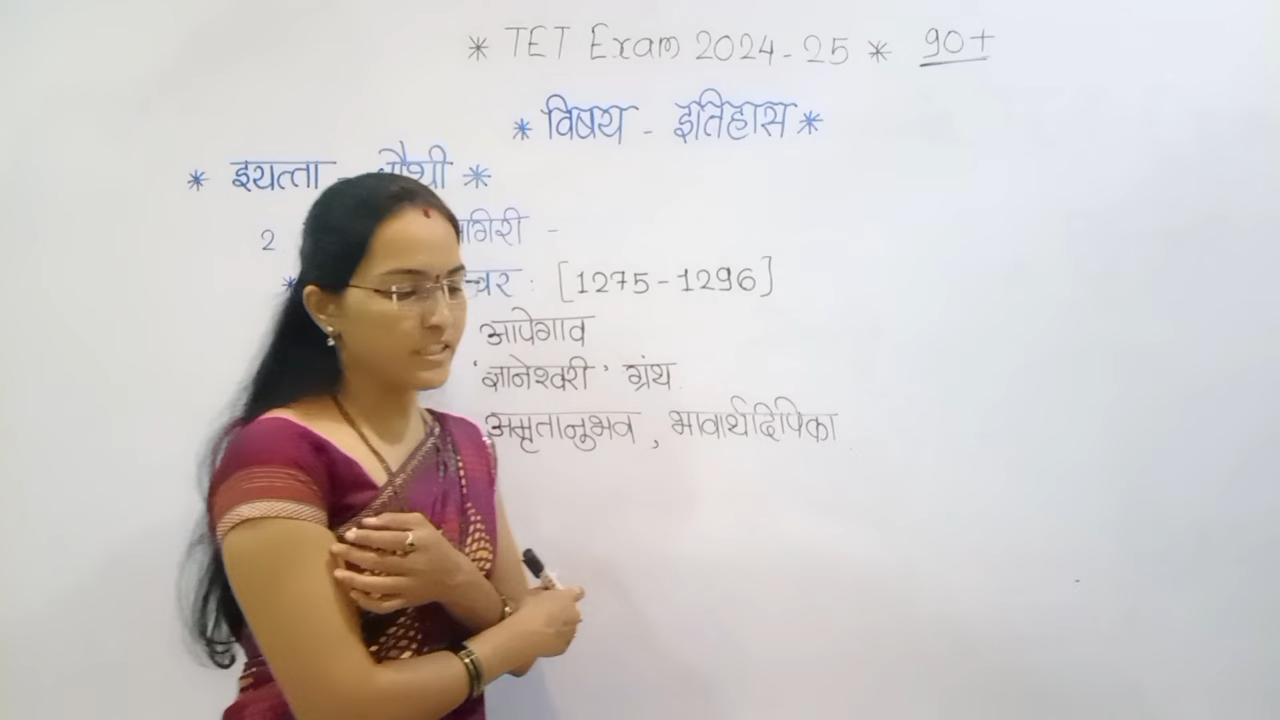 * TET Exam 2024-25 * 90+
* विषय - इतिहास *
* इयत्ता - चौथी *
2 -
* : [1275-1296]
आपेगाव
'ज्ञानेश्वरी' ग्रंथ
अमृतानुभव, भावार्थदिपिका